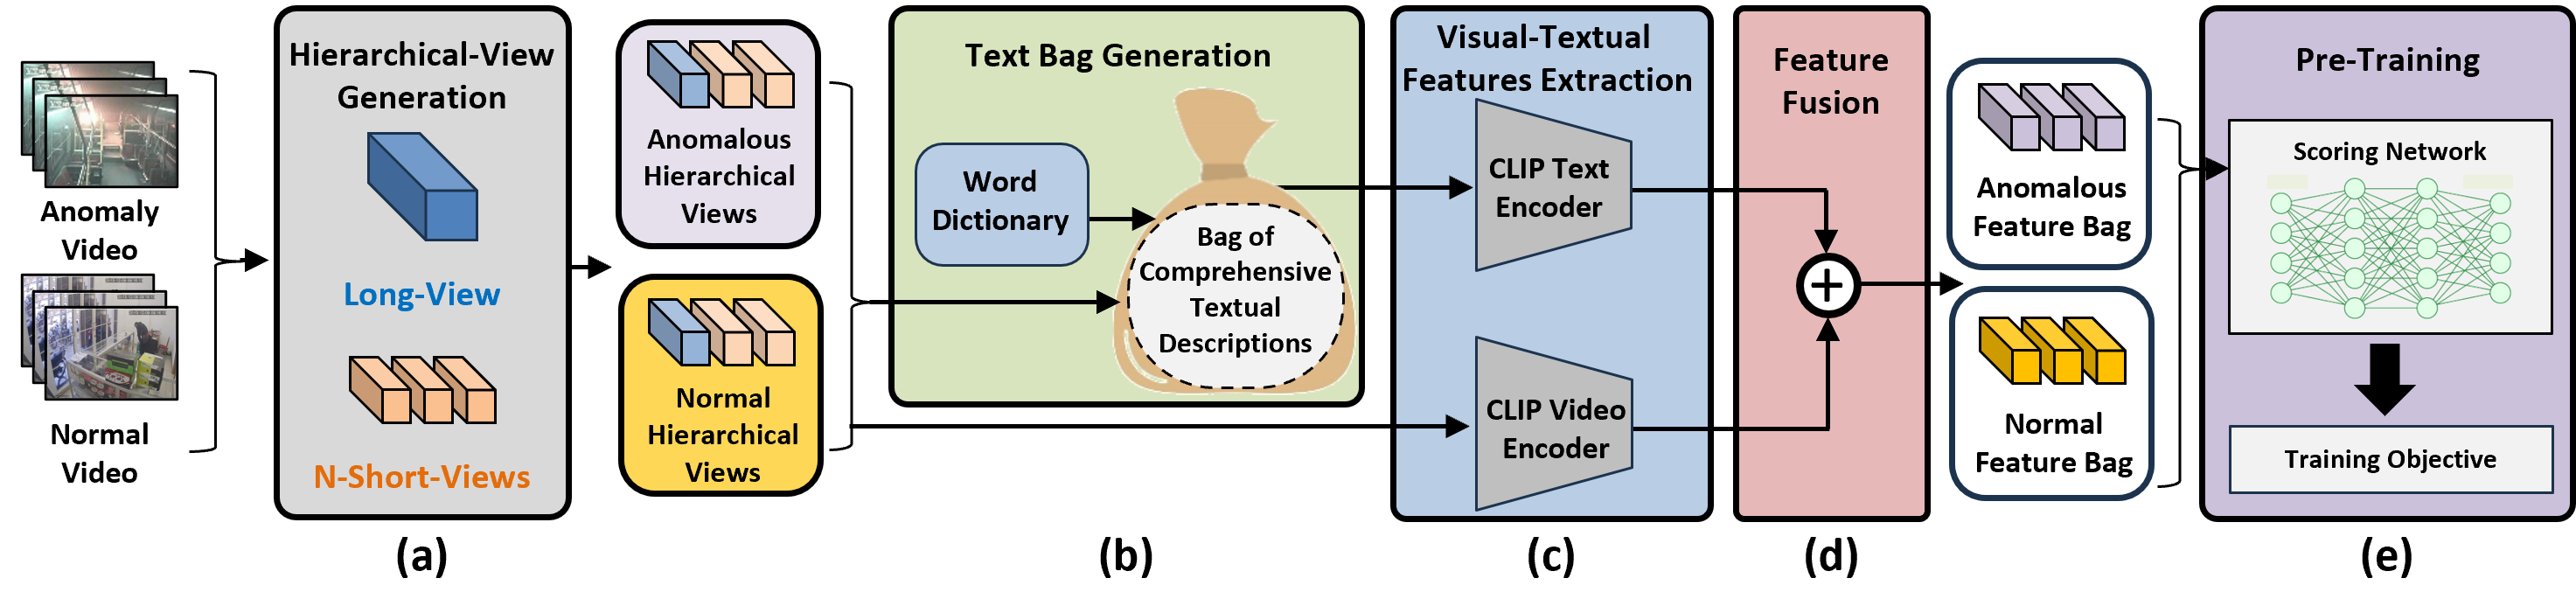 Anomaly
Video
Normal
Video
Hierarchical-View
Generation
Long-View
N-Short-Views
(a)
Anomalous
Hierarchical
Views
Normal
Hierarchical
Views
Text Bag Generation
Word
Dictionary
Bag of
Comprehensive
Textual
Descriptions
(b)
Visual-Textual
Features Extraction
CLIP Text
Encoder
CLIP Video
Encoder
(c)
Feature
Fusion
(d)
Anomalous
Feature Bag
Normal
Feature Bag
Pre-Training
Scoring Network
Training Objective
(e)